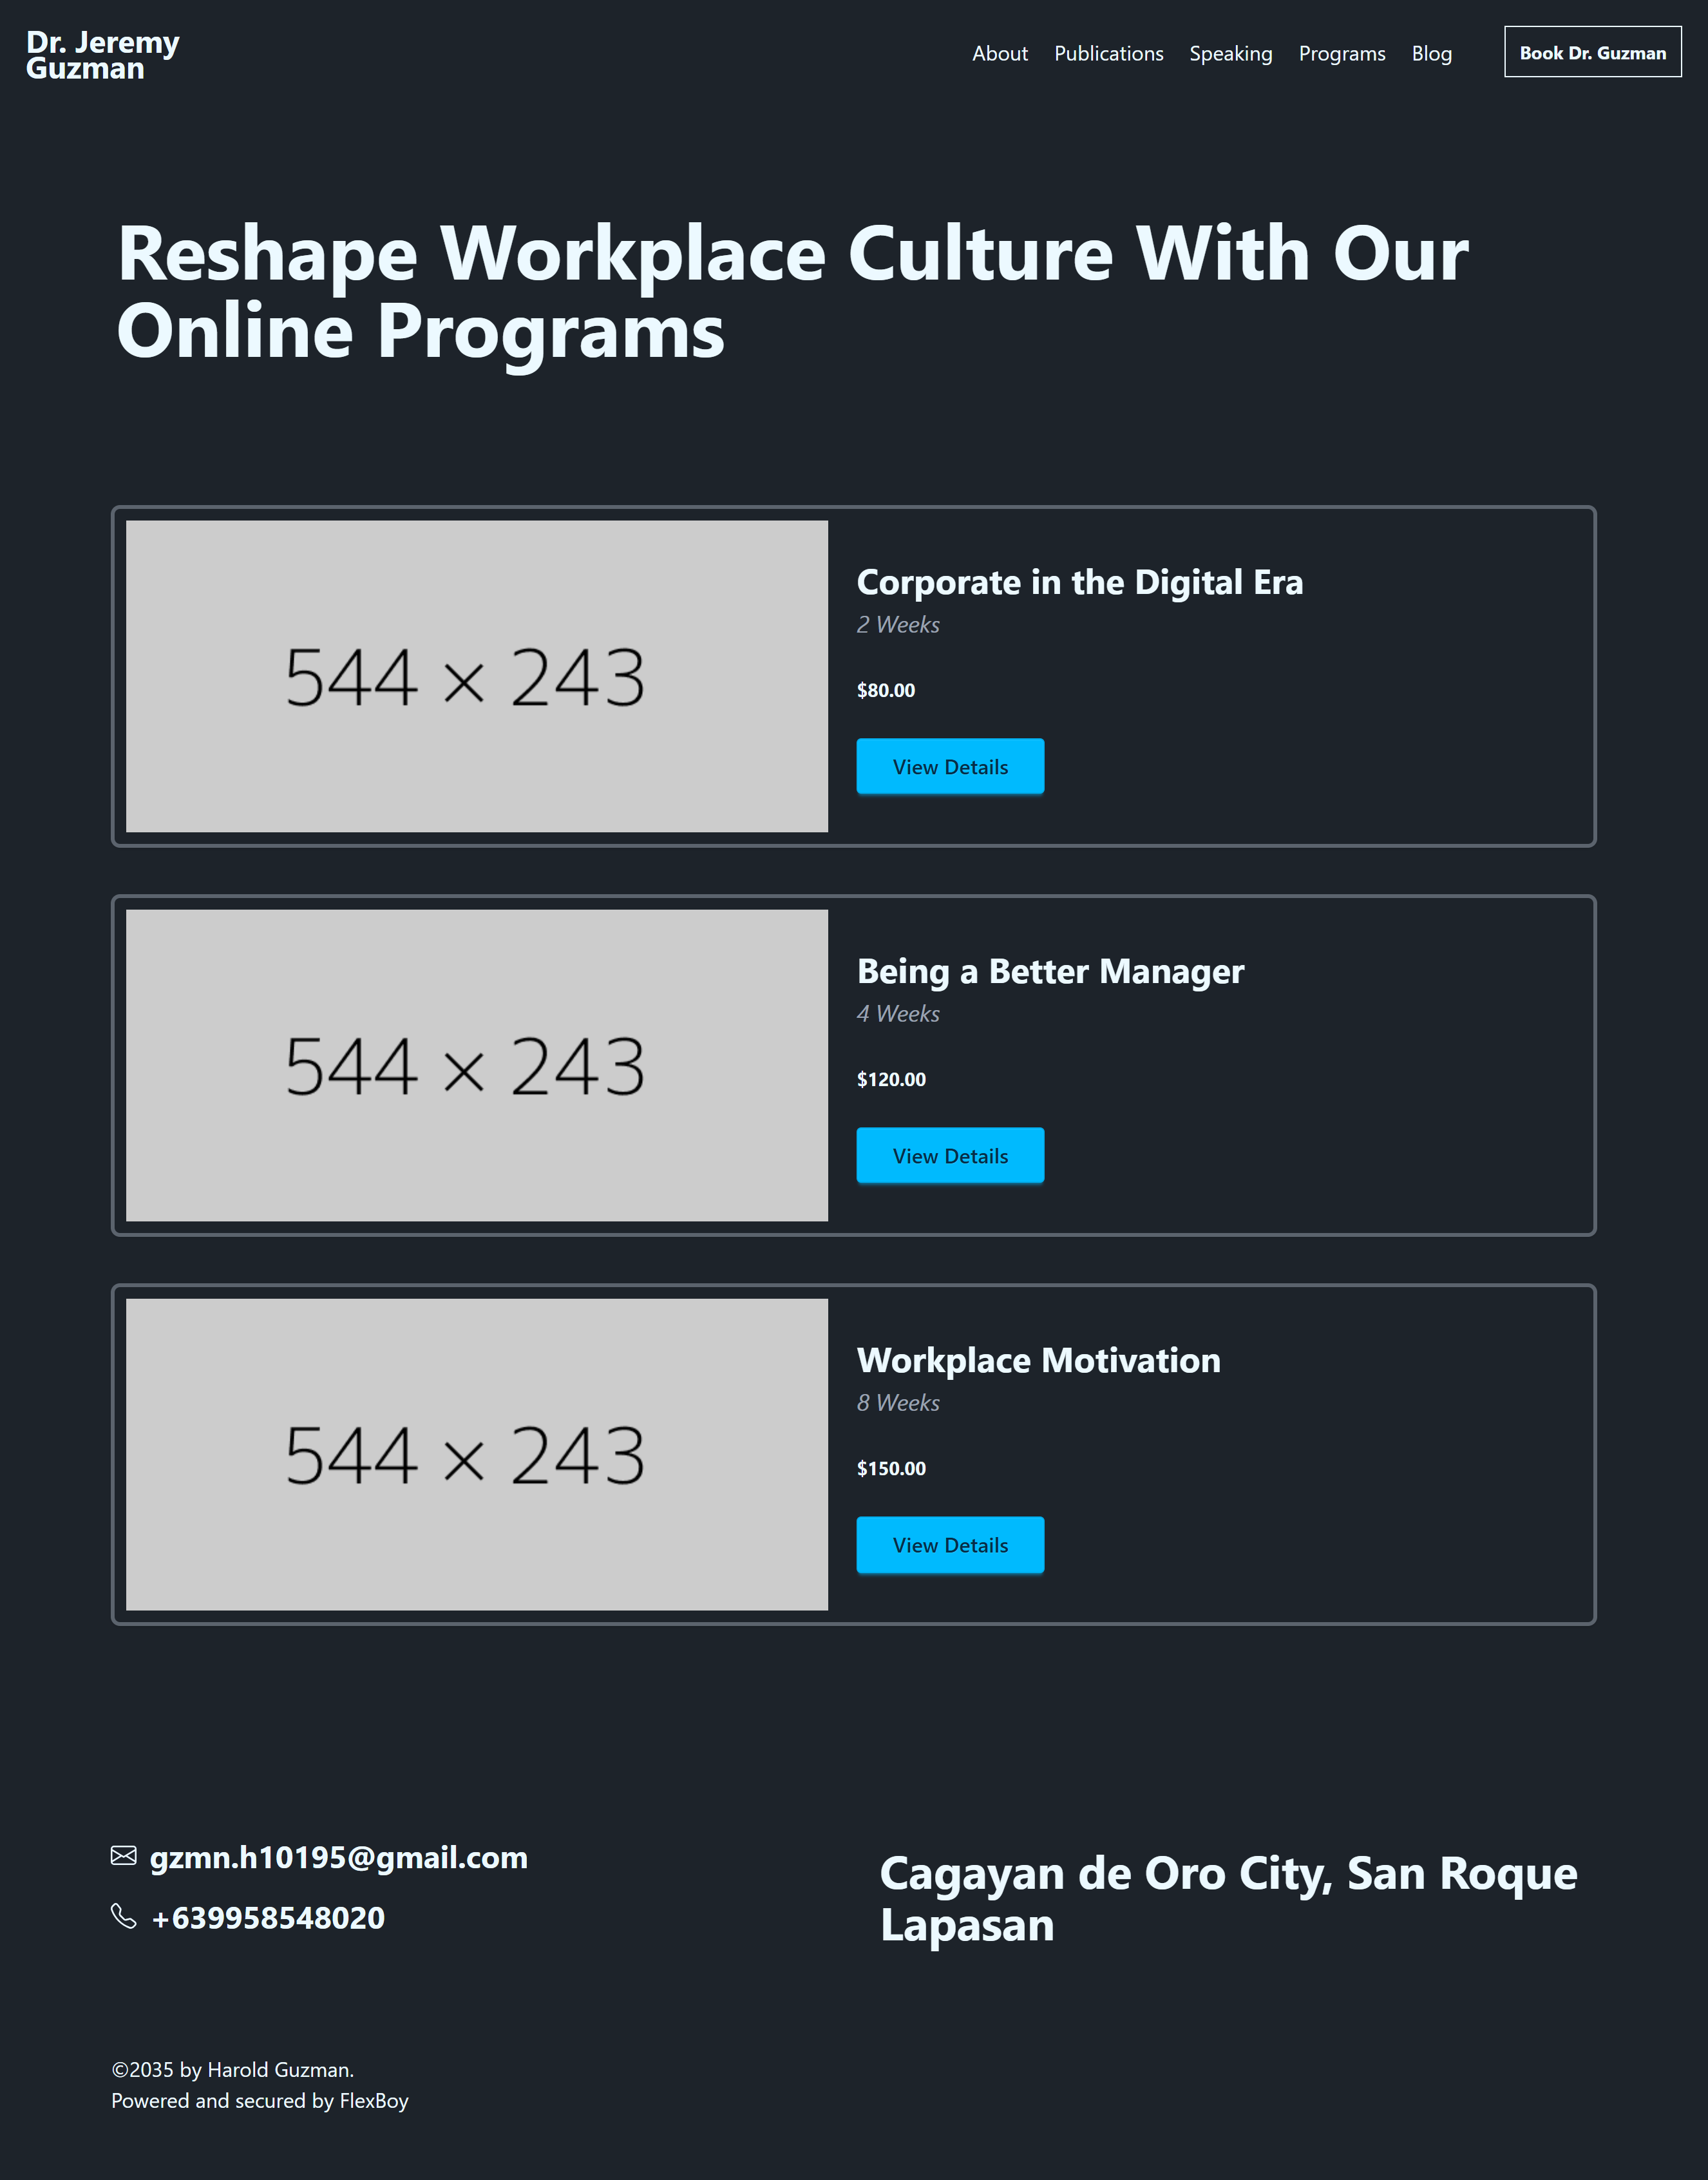 Dr. Jeremy
Guzman
About
Publications
Speaking
Programs
Blog
Book Dr. Guzman
Reshape Workplace Culture With Our
Online Programs
544 × 243
Corporate in the Digital Era
2 Weeks
$80.00
View Details
544 × 243
Being a Better Manager
4 Weeks
$120.00
View Details
544 × 243
Workplace Motivation
8 Weeks
$150.00
View Details
gzmn.h10195@gmail.com
+639958548020
Cagayan de Oro City, San Roque
Lapasan
©2035 by Harold Guzman.
Powered and secured by FlexBoy